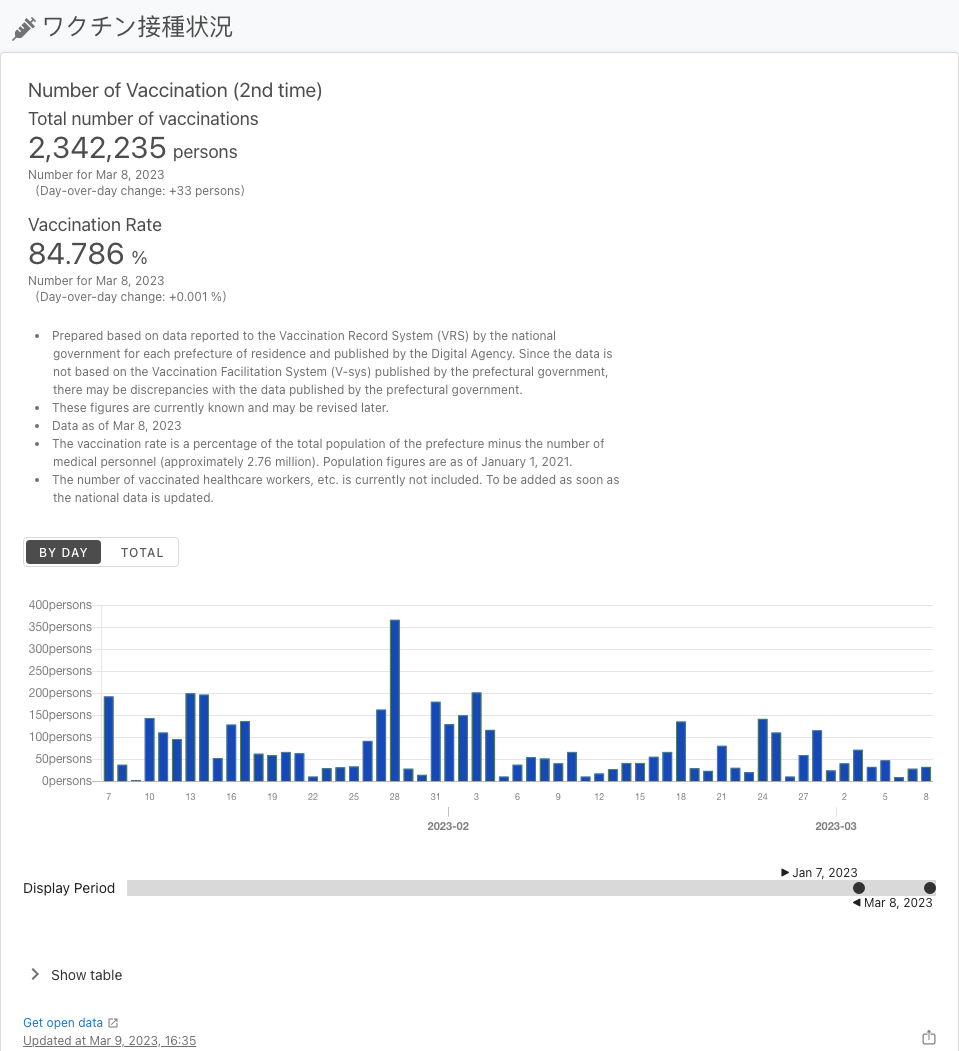 ワクチン接種状況
Number of Vaccination (2nd time)
Total number of vaccinations
2,342,235 persons
Number for Mar 8, 2023
(Day-over-day change: +33 persons)
Vaccination Rate
84.786 %
Number for Mar 8, 2023
(Day-over-day change: +0.001 %)
• Prepared based on data reported to the Vaccination Record System (VRS) by the national
government for each prefecture of residence and published by the Digital Agency. Since the data is
not based on the Vaccination Facilitation System (V-sys) published by the prefectural government,
there may be discrepancies with the data published by the prefectural government.
• These figures are currently known and may be revised later.
• Data as of Mar 8, 2023
• The vaccination rate is a percentage of the total population of the prefecture minus the number of
medical personnel (approximately 2.76 million). Population figures are as of January 1, 2021.
• The number of vaccinated healthcare workers, etc. is currently not included. To be added as soon as
the national data is updated.
BY DAY TOTAL
400persons
350persons
300persons
250persons
200persons
150persons
100persons
50persons
0persons
7 10 13 16 19 22 25 28 31 3 6 9 12 15 18 21 24 27 2 5 8
2023-02 2023-03
▶ Jan 7, 2023
Display Period
◀ Mar 8, 2023
Show table
Get open data
Updated at Mar 9, 2023, 16:35